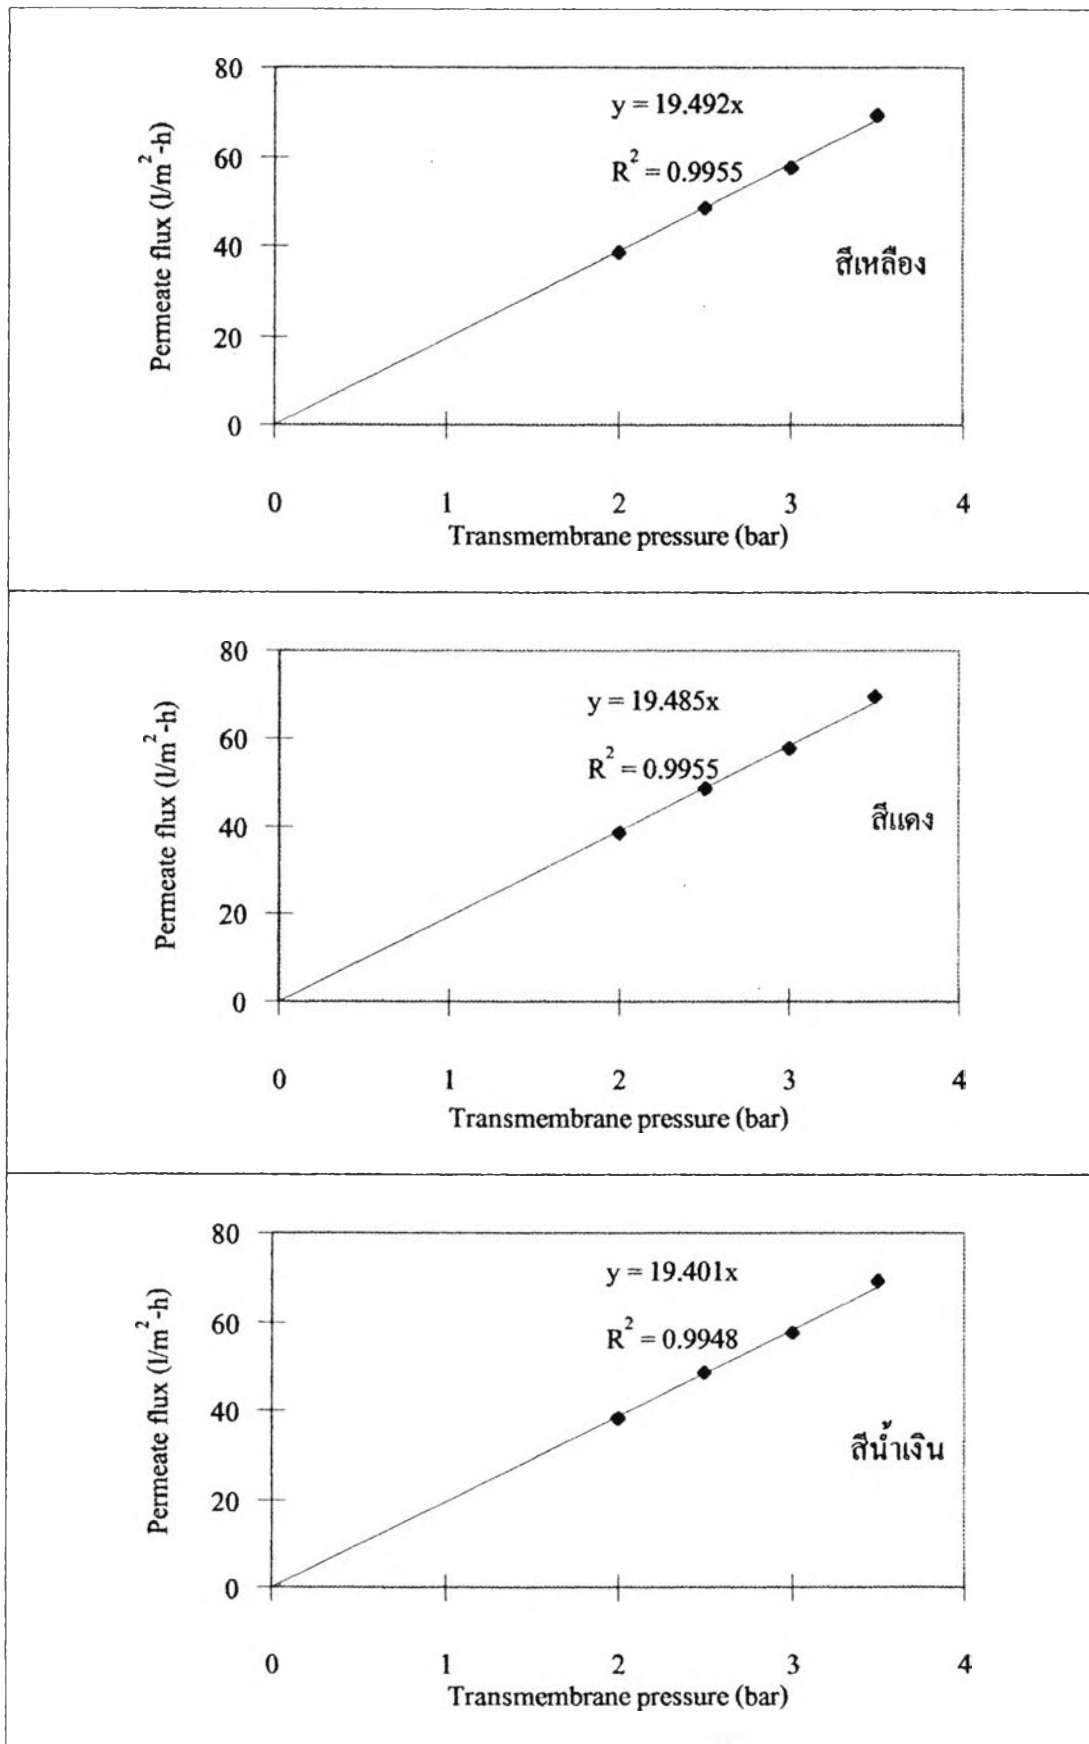 80
y = 19.492x
60
R² = 0.9955
40
สีเหลือง
20
0
Permeate flux (l/m²-h)
0 1 2 3 4
Transmembrane pressure (bar)
80
y = 19.485x
60
R² = 0.9955
40
สีแดง
20
0
Permeate flux (l/m²-h)
0 1 2 3 4
Transmembrane pressure (bar)
80
y = 19.401x
60
R² = 0.9948
40
สีน้ำเงิน
20
0
Permeate flux (l/m²-h)
0 1 2 3 4
Transmembrane pressure (bar)